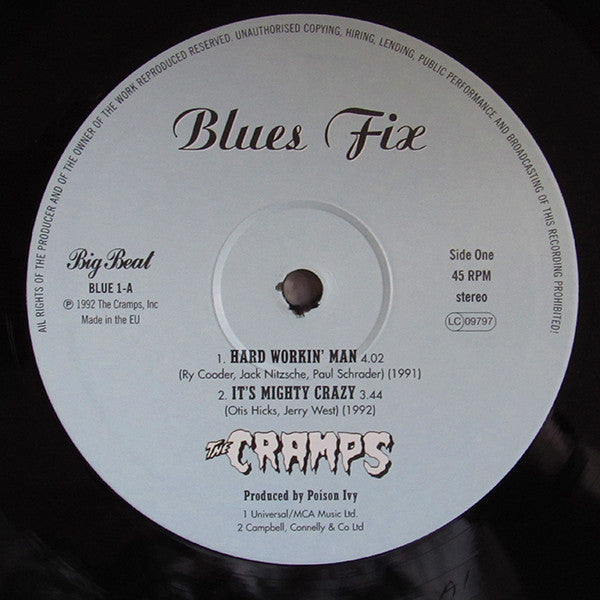 ALL RIGHTS OF THE PRODUCER AND OF THE OWNER OF THE WORK REPRODUCED RESERVED. UNAUTHORISED COPYING, HIRING, LENDING, PUBLIC PERFORMANCE AND BROADCASTING OF THIS RECORDING PROHIBITED!
Blues Fix
Big Beat
BLUE 1-A
℗ 1992 The Cramps, Inc
Made in the EU
Side One
45 RPM
stereo
LC 09797
1. HARD WORKIN' MAN 4.02
(Ry Cooder, Jack Nitzsche, Paul Schrader) (1991)
2. IT'S MIGHTY CRAZY 3.44
(Otis Hicks, Jerry West) (1992)
THE CRAMPS
Produced by Poison Ivy
1 Universal/MCA Music Ltd.
2 Campbell, Connelly & Co Ltd